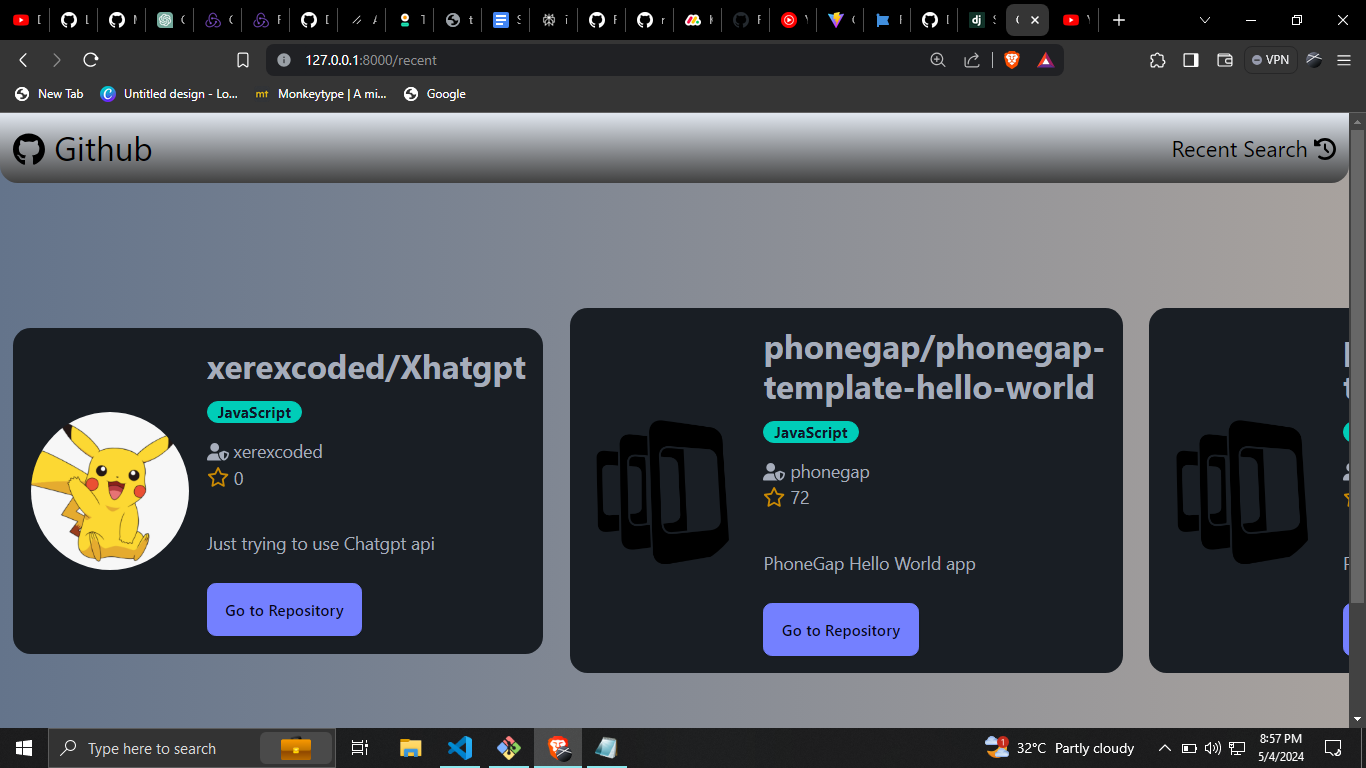 127.0.0.1:8000/recent
VPN
New Tab
Untitled design - Lo...
mt
Monkeytype | A mi...
Google
Github
Recent Search
xerexcoded/Xhatgpt
JavaScript
xerexcoded
0
Just trying to use Chatgpt api
Go to Repository
phonegap/phonegap-
template-hello-world
JavaScript
phonegap
72
PhoneGap Hello World app
Go to Repository
Type here to search
1
32°C Partly cloudy
8:57 PM
5/4/2024